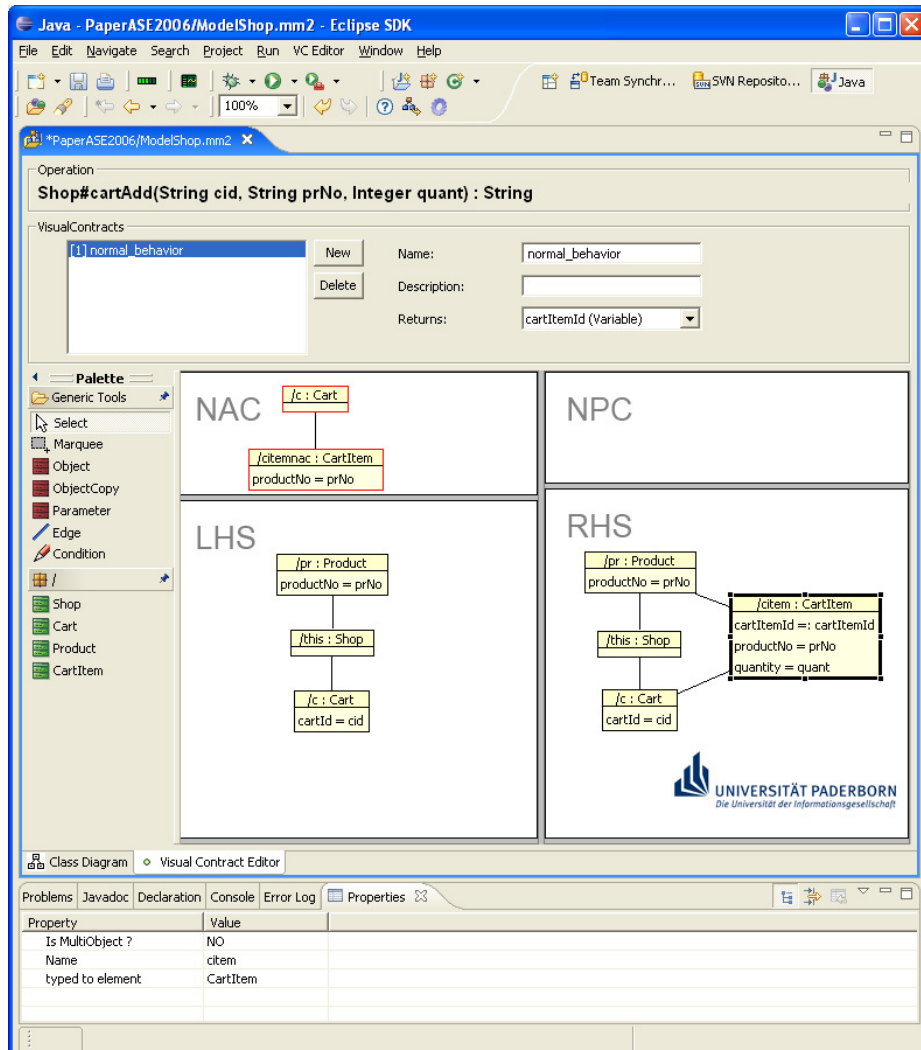 Java - PaperASE2006/ModelShop.mm2 - Eclipse SDK
File Edit Navigate Search Project Run VC Editor Window Help
Team Synchr... SVN Reposito... Java
100%
*PaperASE2006/ModelShop.mm2
Operation
Shop#cartAdd(String cid, String prNo, Integer quant) : String
VisualContracts
[1] normal_behavior
New
Name:
normal_behavior
Delete
Description:
Returns:
cartItemId (Variable)
Palette
Generic Tools
Select
Marquee
Object
ObjectCopy
Parameter
Edge
Condition
/
Shop
Cart
Product
CartItem
NAC
/c : Cart
/citemnac : CartItem
productNo = prNo
NPC
LHS
/pr : Product
productNo = prNo
/this : Shop
/c : Cart
cartId = cid
RHS
/pr : Product
productNo = prNo
/citem : CartItem
cartItemId =: cartItemId
productNo = prNo
quantity = quant
/this : Shop
/c : Cart
cartId = cid
UNIVERSITÄT PADERBORN
Die Universität der Informationsgesellschaft
Class Diagram Visual Contract Editor
Problems Javadoc Declaration Console Error Log Properties
Property Value
Is MultiObject ? NO
Name citem
typed to element CartItem